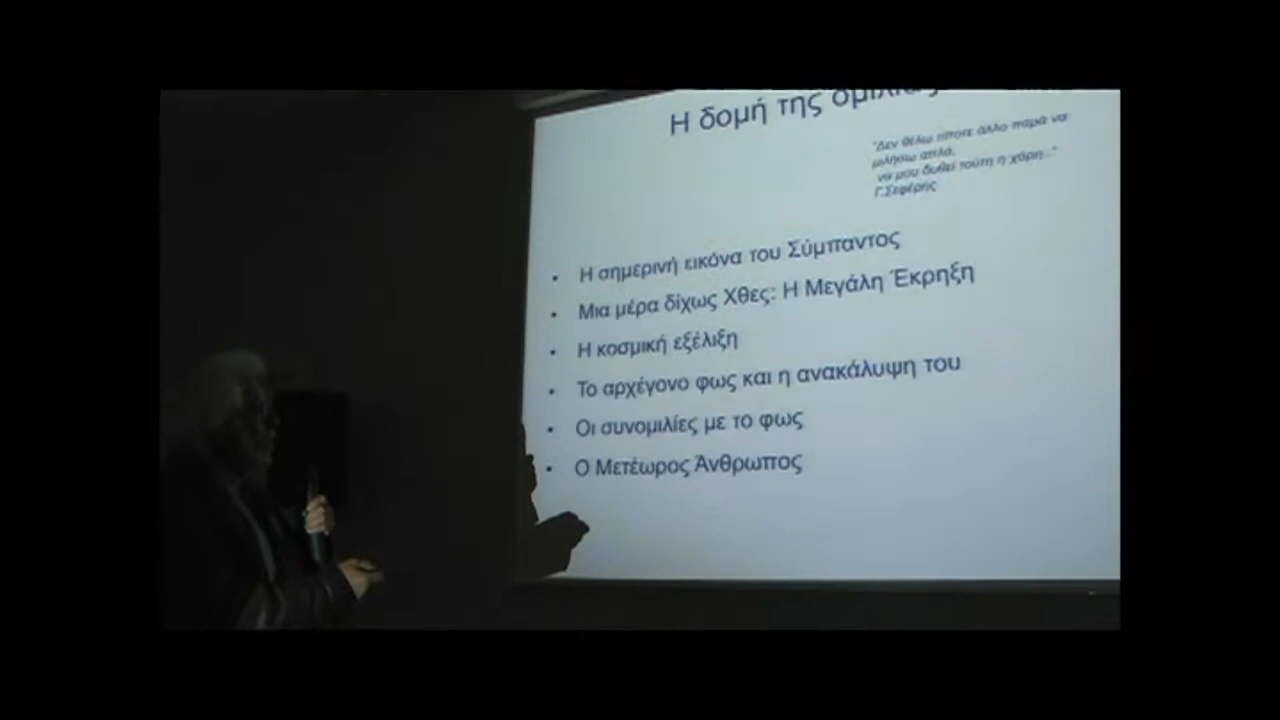 Η δομή της ομιλίας
"Δεν θέλω τίποτε άλλο παρά να
μιλήσω απλά,
να μου δοθεί τούτη η χάρη..."
Γ.Σεφέρης
• Η σημερινή εικόνα του Σύμπαντος
• Μια μέρα δίχως Χθες: Η Μεγάλη Έκρηξη
• Η κοσμική εξέλιξη
• Το αρχέγονο φως και η ανακάλυψη του
• Οι συνομιλίες με το φως
• Ο Μετέωρος Άνθρωπος